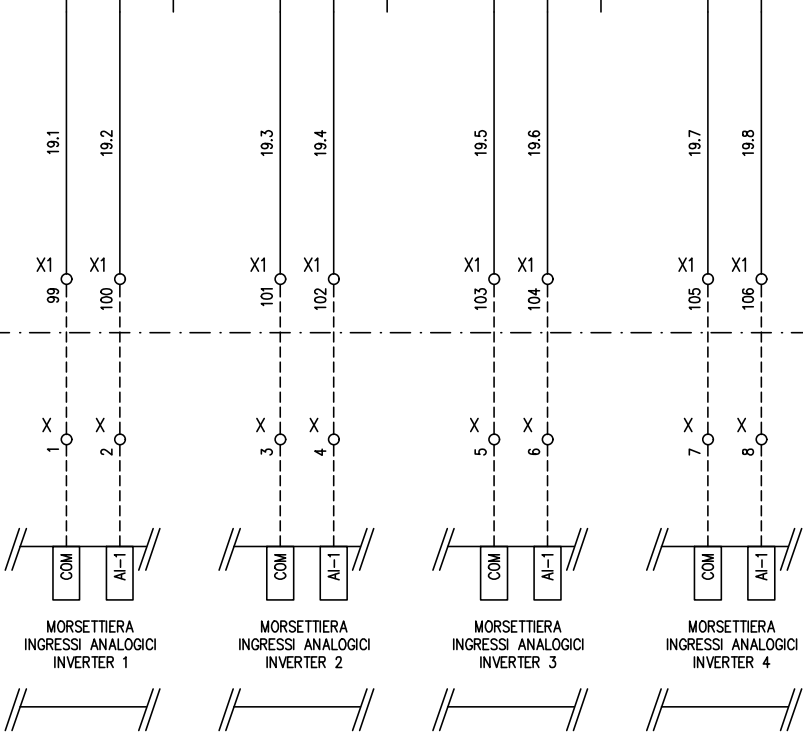 19.1
19.2
19.3
19.4
19.5
19.6
19.7
19.8
X1
X1
X1
X1
X1
X1
X1
X1
99
100
101
102
103
104
105
106
X
X
X
X
X
X
X
X
1
2
3
4
5
6
7
8
COM
AI-1
COM
AI-1
COM
AI-1
COM
AI-1
MORSETTIERA
INGRESSI ANALOGICI
INVERTER 1
MORSETTIERA
INGRESSI ANALOGICI
INVERTER 2
MORSETTIERA
INGRESSI ANALOGICI
INVERTER 3
MORSETTIERA
INGRESSI ANALOGICI
INVERTER 4